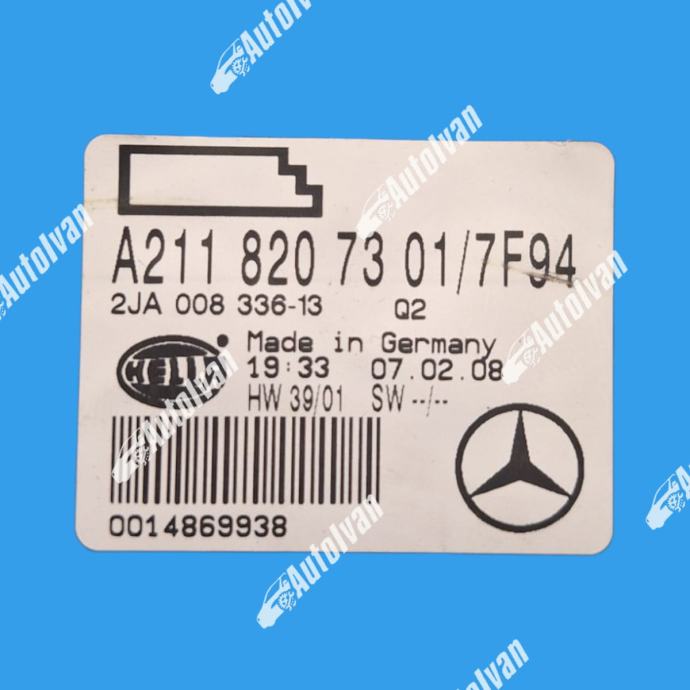 A211 820 73 01/7F94
2JA 008 336-13 Q2
HELLA
Made in Germany
19:33 07.02.08
HW 39/01 SW --/--
0014869938
AutoIvan
AutoIvan
AutoIvan
AutoIvan
AutoIvan
AutoIvan
AutoIvan
AutoIvan